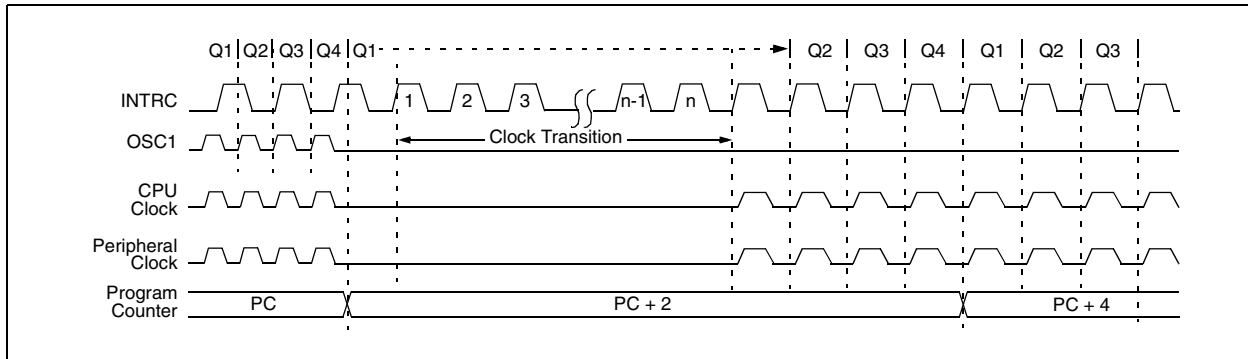 Q1 Q2 Q3 Q4 Q1 Q2 Q3 Q4 Q1 Q2 Q3
INTRC
1 2 3 n-1 n
OSC1
Clock Transition
CPU
Clock
Peripheral
Clock
Program
Counter
PC PC + 2 PC + 4